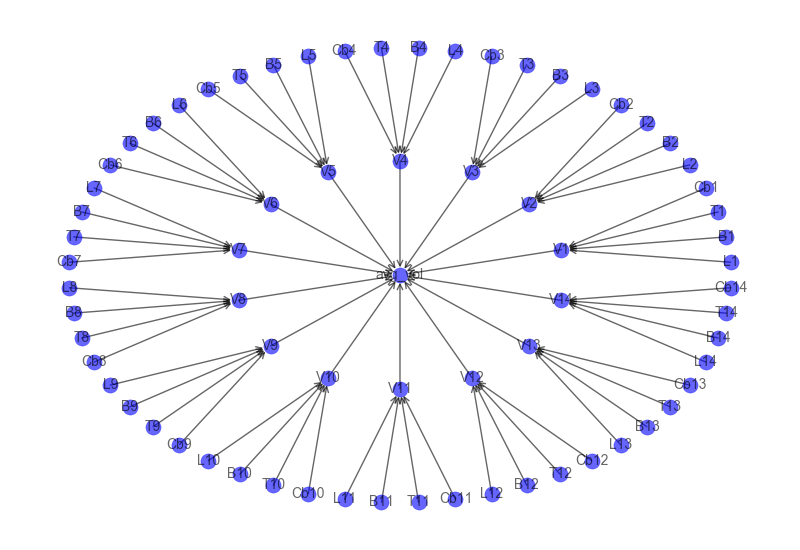 T4 B4
Cb4 L4
L5 Cb3
B5 T3
T5 B3
Cb5 L3
L6 Cb2
B6 T2
T6 B2
V4
Cb6 L2
V5 V3
L7 Cb1
V6 V2
B7 T1
T7 B1
V7 V1
Cb7 L1
L8 Cb14
V8 V14
B8 T14
T8 B14
V9 V13
Cb8 L14
V10 V12
L9 Cb13
V11
B9 T13
T9 B13
Cb9 L13
L10 Cb12
B10 T12
T10 B12
Cb10 L12
L11 Cb11
B11 T11